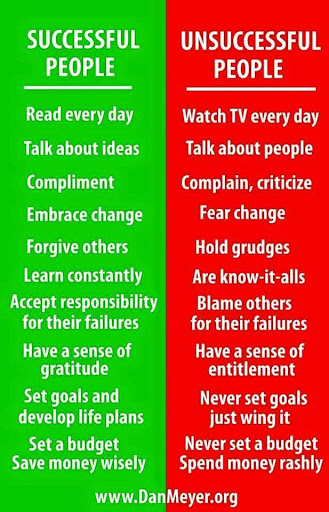 SUCCESSFUL
PEOPLE
Read every day
Talk about ideas
Compliment
Embrace change
Forgive others
Learn constantly
Accept responsibility
for their failures
Have a sense of
gratitude
Set goals and
develop life plans
Set a budget
Save money wisely
UNSUCCESSFUL
PEOPLE
Watch TV every day
Talk about people
Complain, criticize
Fear change
Hold grudges
Are know-it-alls
Blame others
for their failures
Have a sense of
entitlement
Never set goals
just wing it
Never set a budget
Spend money rashly
www.DanMeyer.org